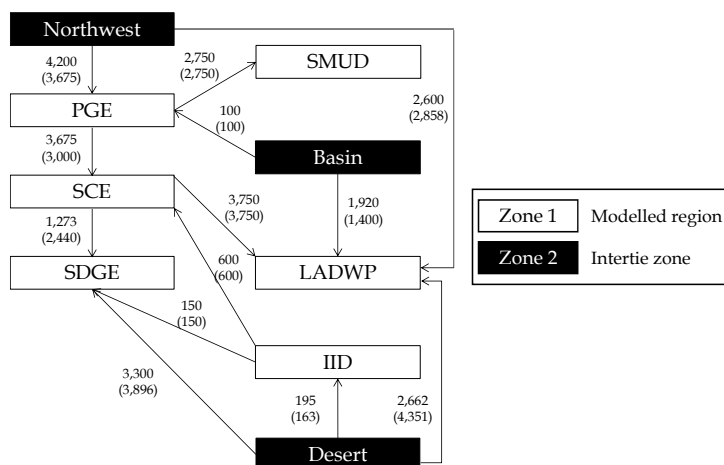 Northwest
4,200
(3,675)
2,750
(2,750)
SMUD
PGE
100
(100)
2,600
(2,858)
3,675
(3,000)
Basin
SCE
3,750
(3,750)
1,920
(1,400)
1,273
(2,440)
600
(600)
SDGE
LADWP
150
(150)
IID
3,300
(3,896)
195
(163)
2,662
(4,351)
Desert
Zone 1 Modelled region
Zone 2 Intertie zone